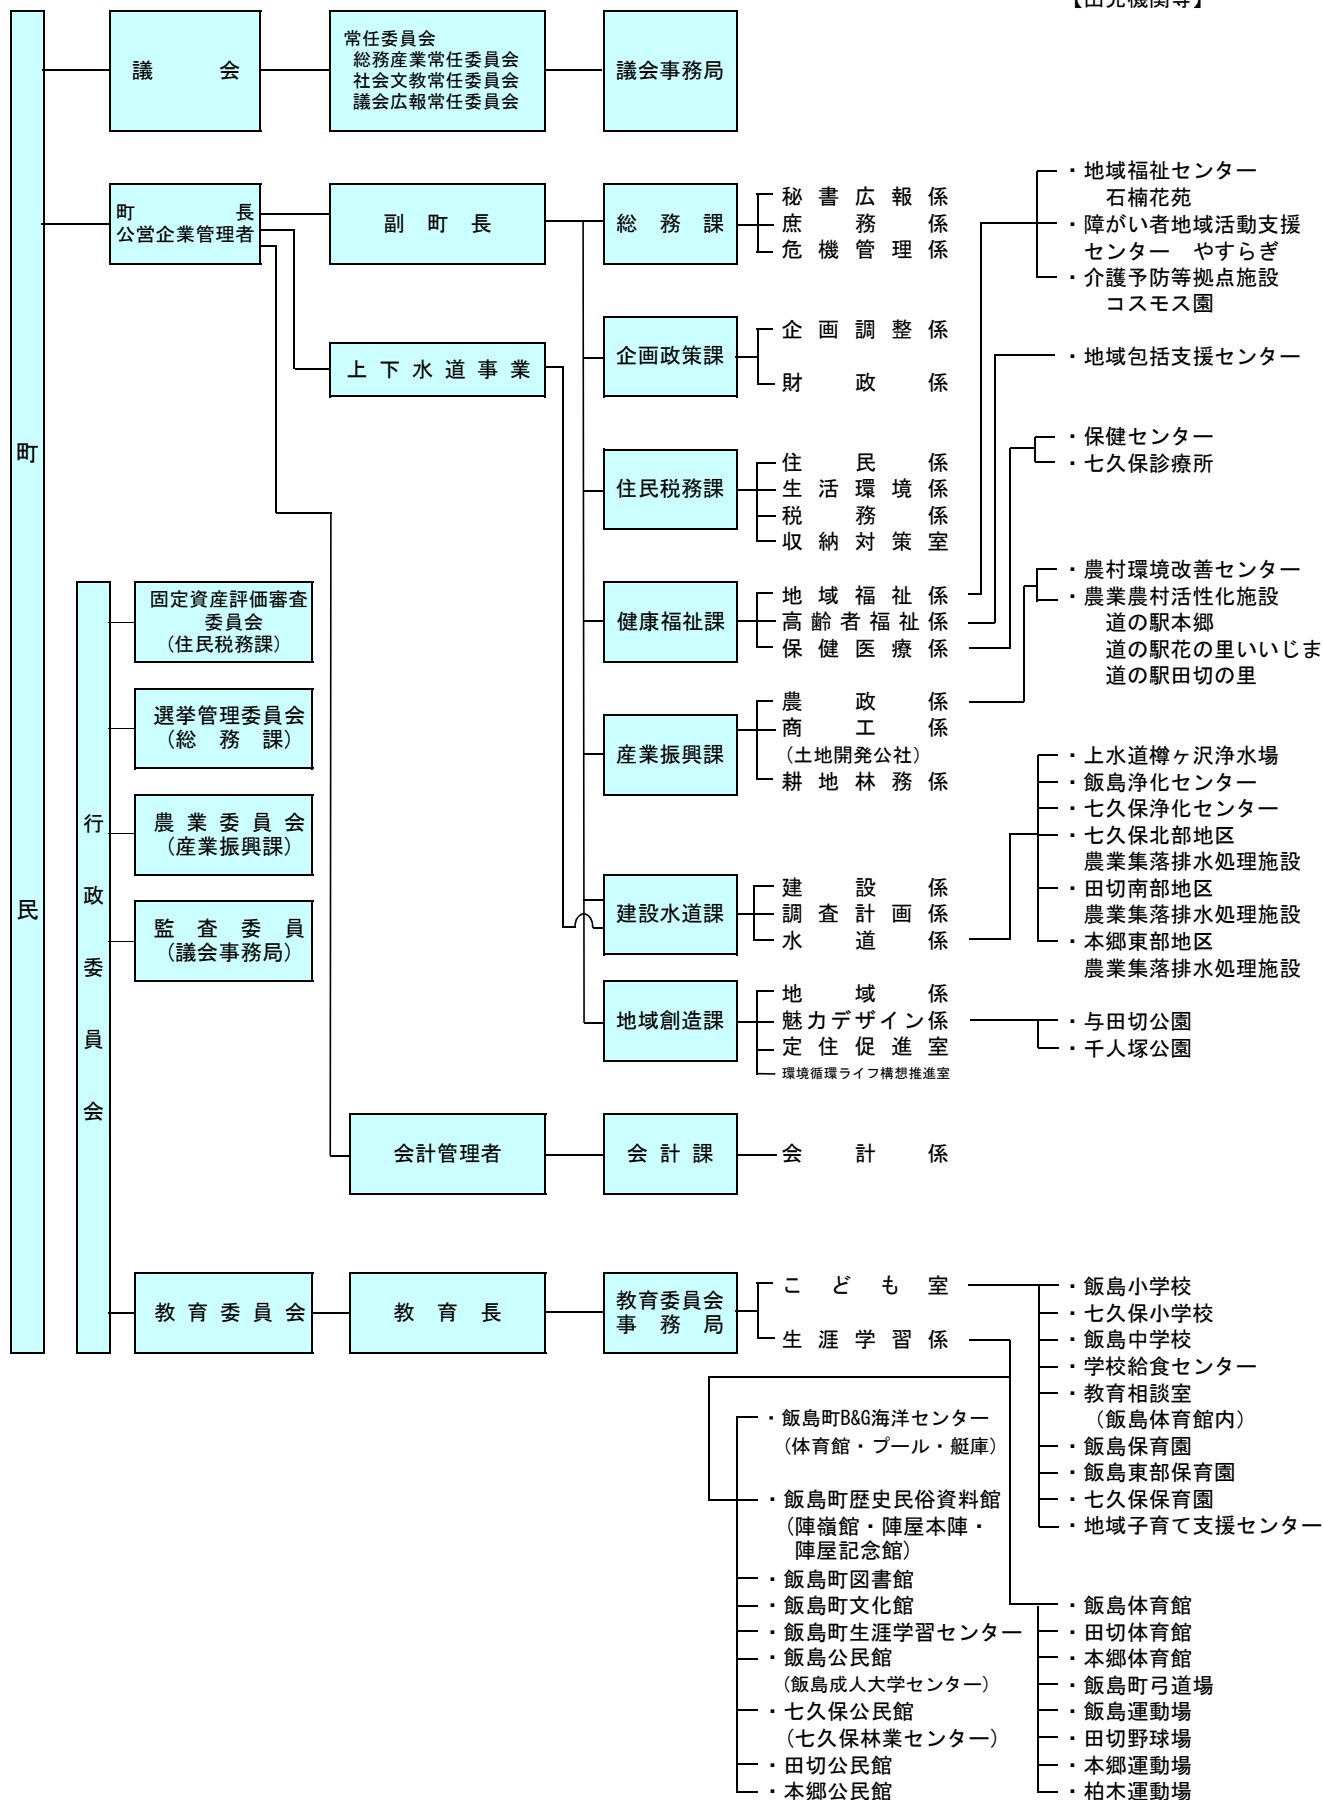 【出先機関等】
町民
議会
常任委員会
総務産業常任委員会
社会文教常任委員会
議会広報常任委員会
議会事務局
町長
公営企業管理者
副町長
総務課
秘書広報係
庶務係
危機管理係
企画政策課
企画調整係
財政係
上下水道事業
住民税務課
住民係
生活環境係
税務係
収納対策室
健康福祉課
地域福祉係
高齢者福祉係
保健医療係
・地域福祉センター
石楠花苑
・障がい者地域活動支援
センター やすらぎ
・介護予防等拠点施設
コスモス園
・地域包括支援センター
・保健センター
・七久保診療所
産業振興課
農政係
商工係
(土地開発公社)
耕地林務係
・農村環境改善センター
・農業農村活性化施設
道の駅本郷
道の駅花の里いいじま
道の駅田切の里
建設水道課
建設係
調査計画係
水道係
・上水道樽ヶ沢浄水場
・飯島浄化センター
・七久保浄化センター
・七久保北部地区
農業集落排水処理施設
・田切南部地区
農業集落排水処理施設
・本郷東部地区
農業集落排水処理施設
地域創造課
地域係
魅力デザイン係
定住促進室
環境循環ライフ構想推進室
・与田切公園
・千人塚公園
会計管理者
会計課
会計係
行政委員会
固定資産評価審査
委員会
(住民税務課)
選挙管理委員会
(総務課)
農業委員会
(産業振興課)
監査委員
(議会事務局)
教育委員会
教育長
教育委員会
事務局
こども室
生涯学習係
・飯島小学校
・七久保小学校
・飯島中学校
・学校給食センター
・教育相談室
(飯島体育館内)
・飯島保育園
・飯島東部保育園
・七久保保育園
・地域子育て支援センター
・飯島町B&G海洋センター
(体育館・プール・艇庫)
・飯島町歴史民俗資料館
(陣嶺館・陣屋本陣・
陣屋記念館)
・飯島町図書館
・飯島町文化館
・飯島町生涯学習センター
・飯島公民館
(飯島成人大学センター)
・七久保公民館
(七久保林業センター)
・田切公民館
・本郷公民館
・飯島体育館
・田切体育館
・本郷体育館
・飯島町弓道場
・飯島運動場
・田切野球場
・本郷運動場
・柏木運動場